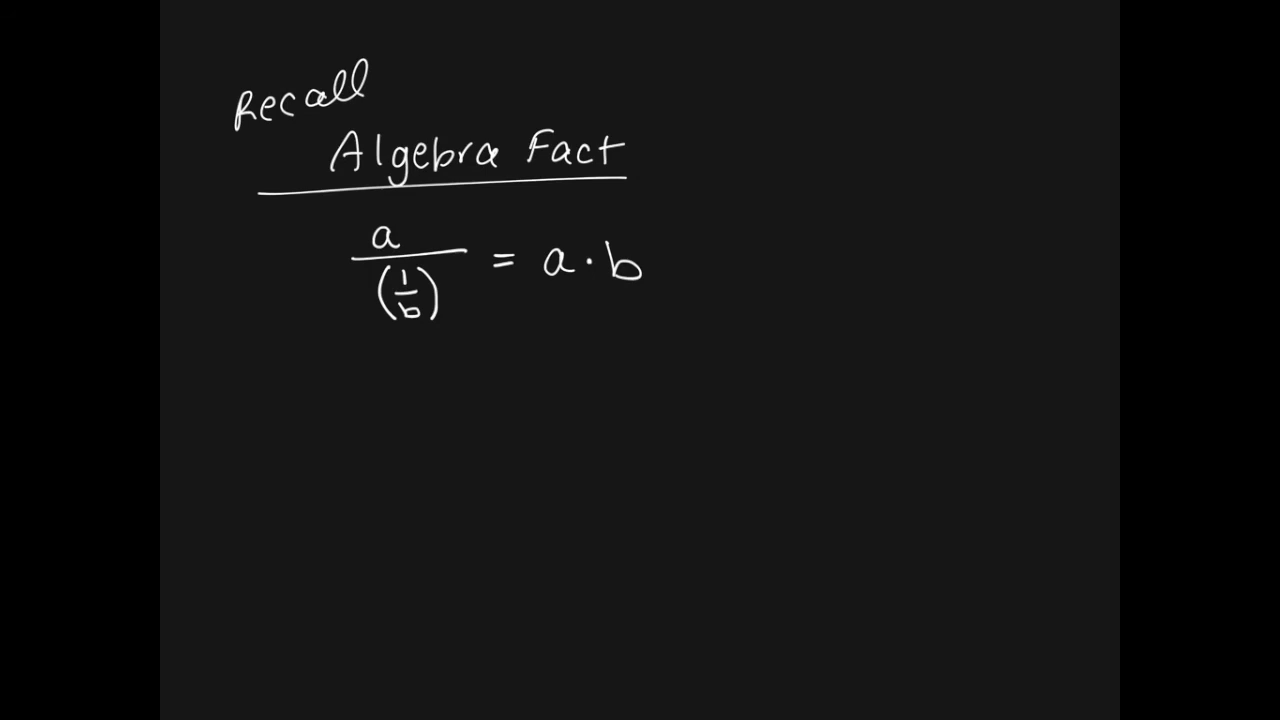 Recall
Algebra Fact
a/(1/b) = a · b